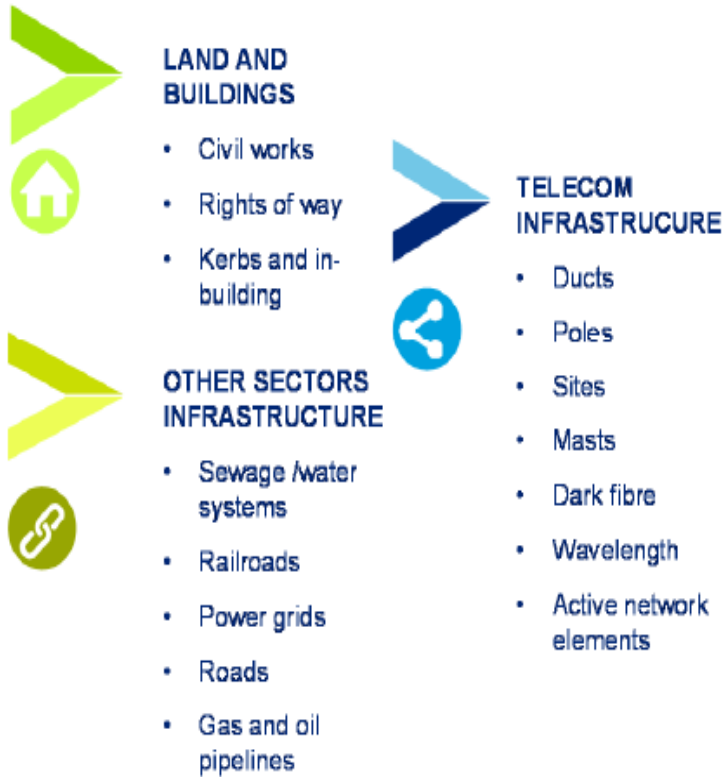 LAND AND
BUILDINGS
• Civil works
• Rights of way
• Kerbs and in-
building
OTHER SECTORS
INFRASTRUCTURE
• Sewage /water
systems
• Railroads
• Power grids
• Roads
• Gas and oil
pipelines
TELECOM
INFRASTRUCURE
• Ducts
• Poles
• Sites
• Masts
• Dark fibre
• Wavelength
• Active network
elements